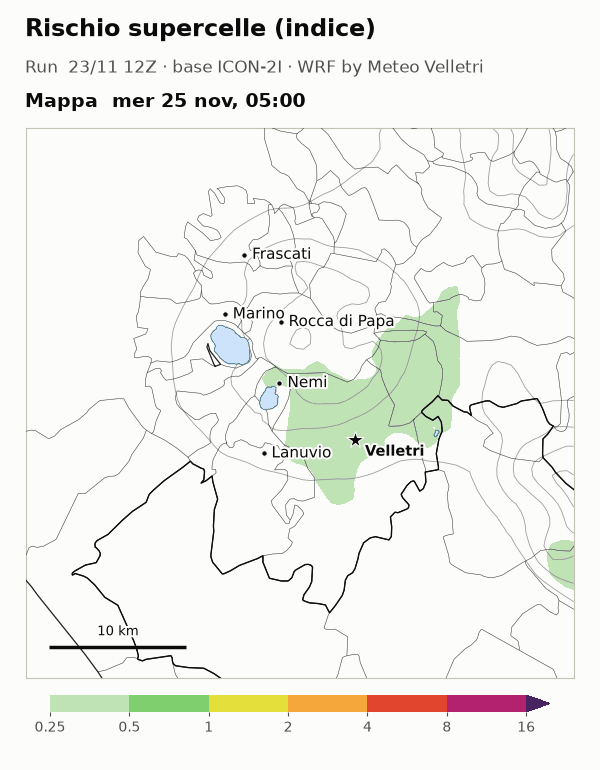 Rischio supercelle (indice)
Run  23/11 12Z · base ICON-2I · WRF by Meteo Velletri
Mappa  mer 25 nov, 05:00
Frascati
Marino
Rocca di Papa
Nemi
Velletri
Lanuvio
10 km
0.25 0.5 1 2 4 8 16